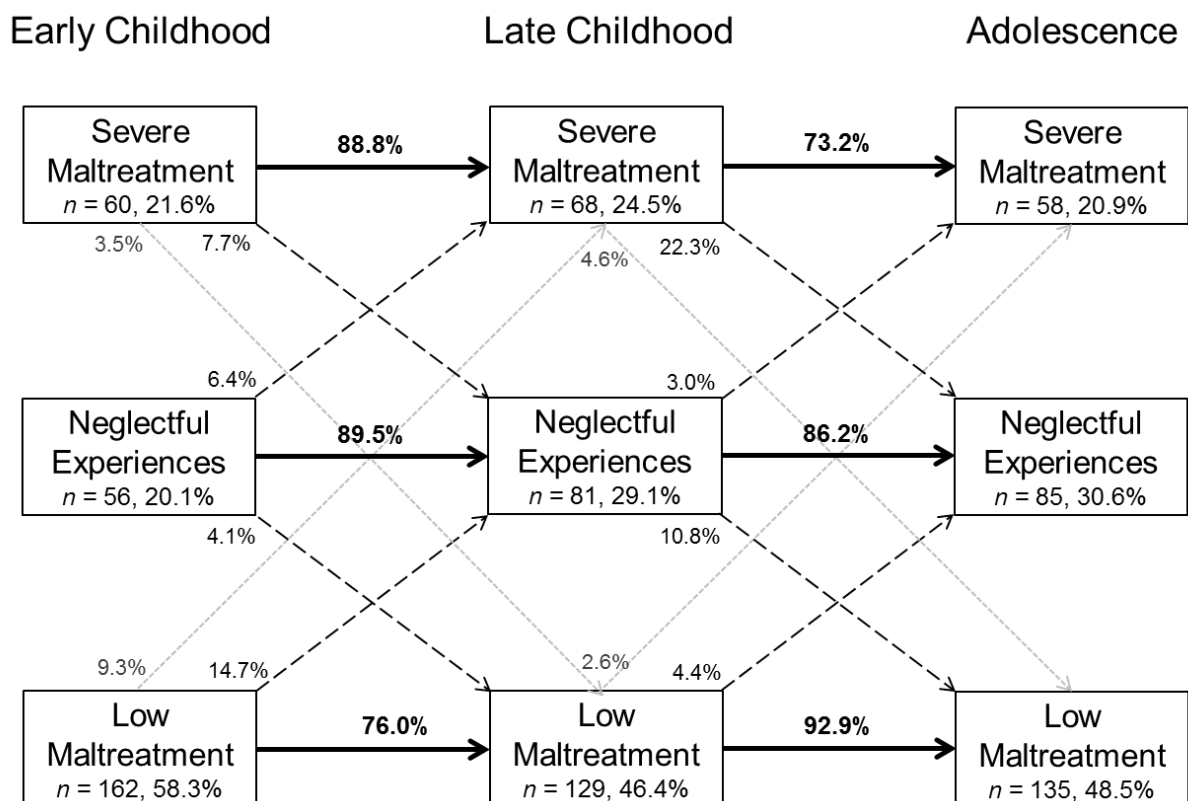 Early Childhood
Late Childhood
Adolescence
Severe
Maltreatment
n = 60, 21.6%
88.8%
Severe
Maltreatment
n = 68, 24.5%
73.2%
Severe
Maltreatment
n = 58, 20.9%
3.5%
7.7%
4.6%
22.3%
6.4%
3.0%
Neglectful
Experiences
n = 56, 20.1%
89.5%
Neglectful
Experiences
n = 81, 29.1%
86.2%
Neglectful
Experiences
n = 85, 30.6%
4.1%
10.8%
9.3%
14.7%
2.6%
4.4%
Low
Maltreatment
n = 162, 58.3%
76.0%
Low
Maltreatment
n = 129, 46.4%
92.9%
Low
Maltreatment
n = 135, 48.5%